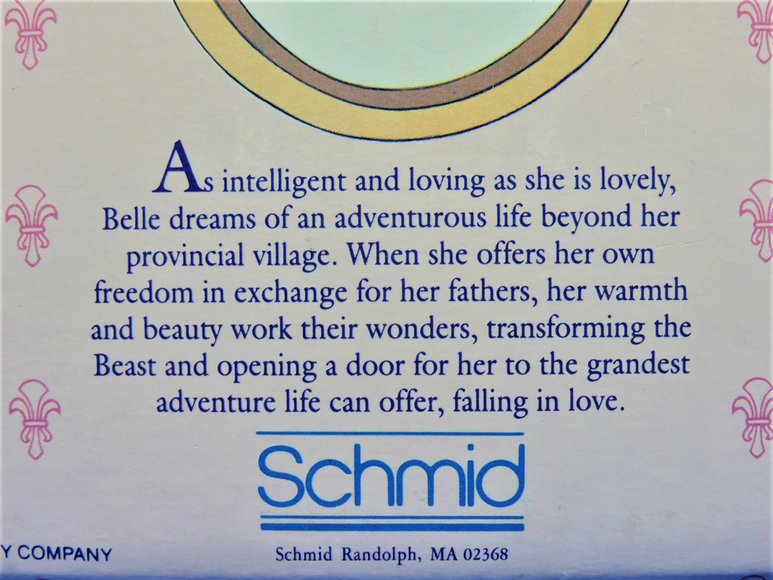 As intelligent and loving as she is lovely,
Belle dreams of an adventurous life beyond her
provincial village. When she offers her own
freedom in exchange for her fathers, her warmth
and beauty work their wonders, transforming the
Beast and opening a door for her to the grandest
adventure life can offer, falling in love.
Schmid
Y COMPANY
Schmid Randolph, MA 02368